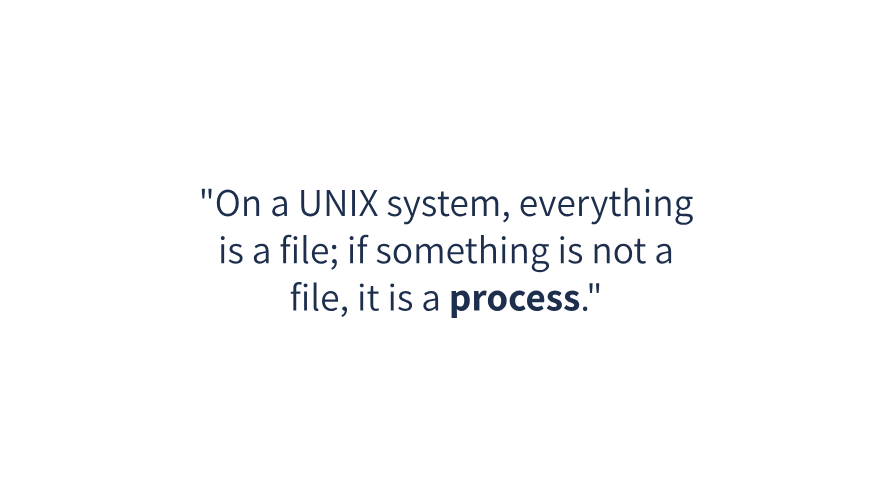 "On a UNIX system, everything
is a file; if something is not a
file, it is a process."